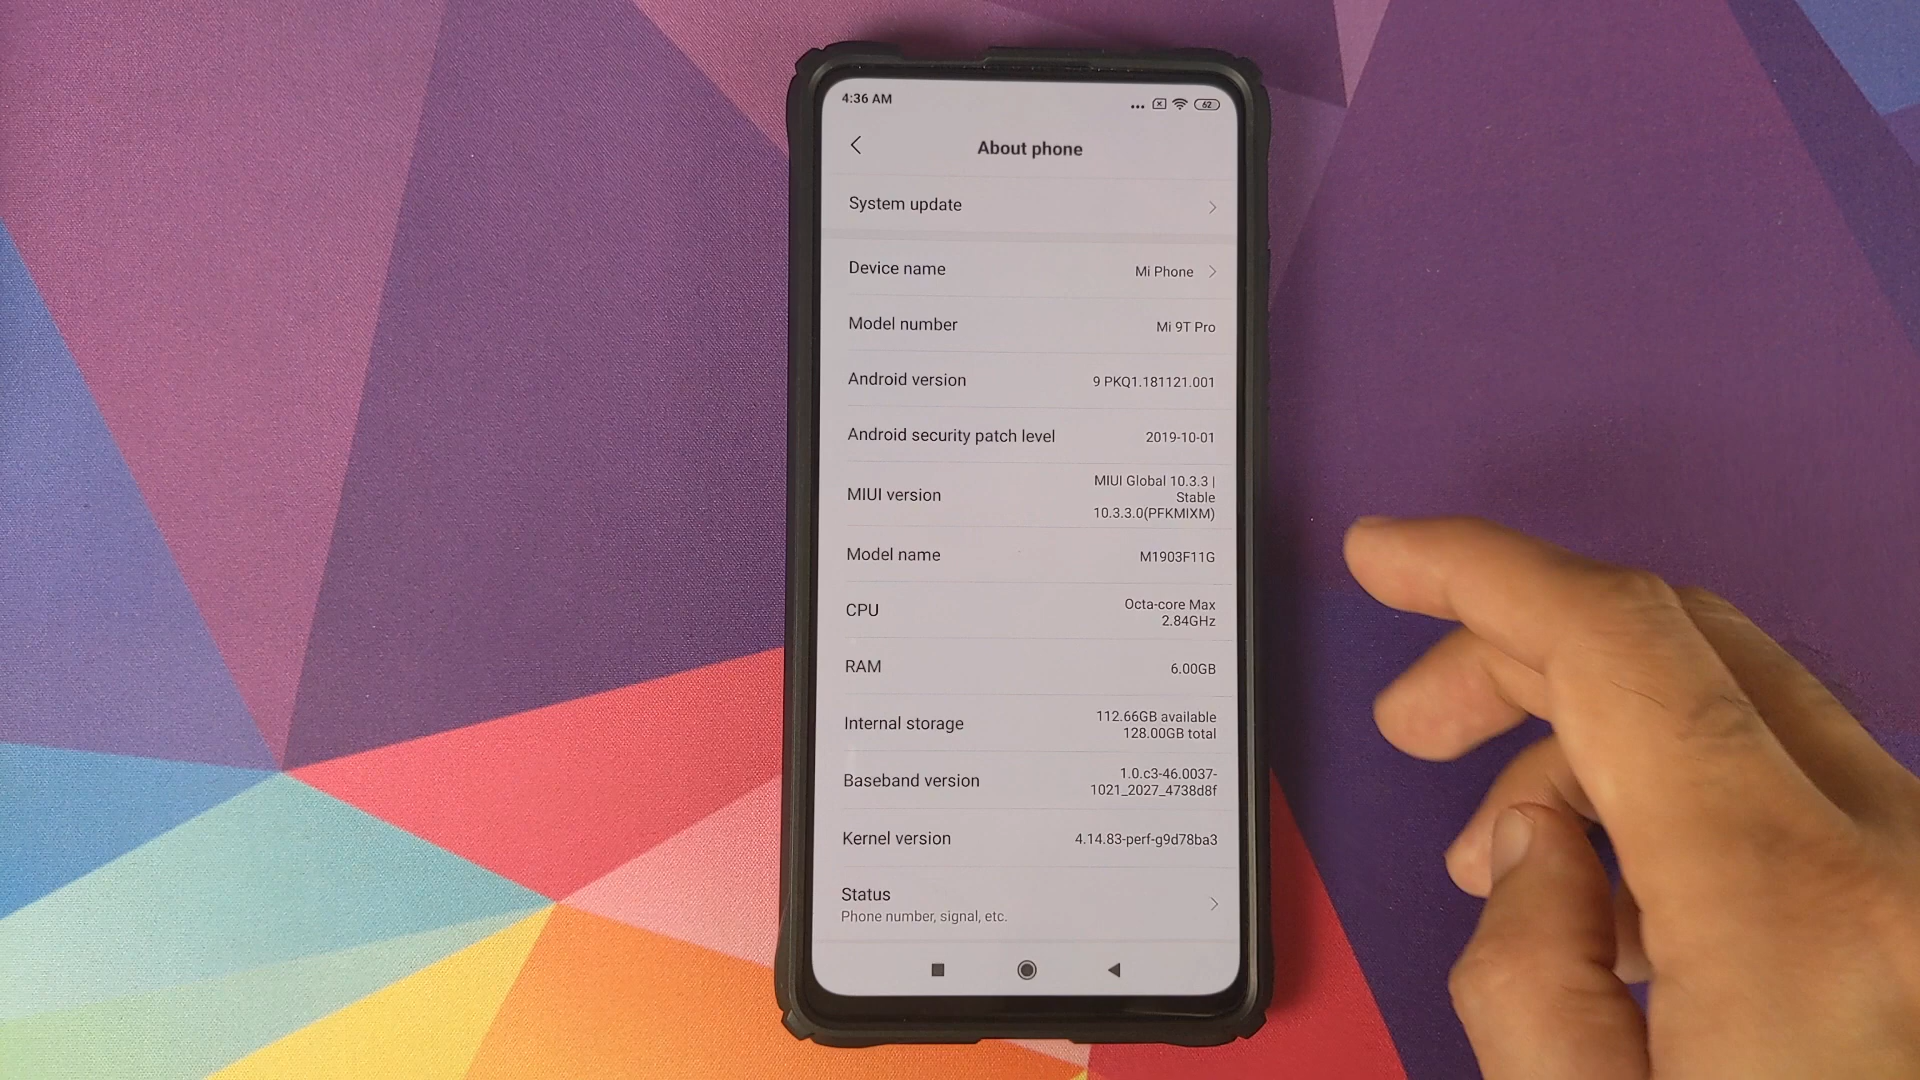 4:36 AM
62
About phone
System update
Device name
Mi Phone
Model number
Mi 9T Pro
Android version
9 PKQ1.181121.001
Android security patch level
2019-10-01
MIUI version
MIUI Global 10.3.3 |
Stable
10.3.3.0(PFKMIXM)
Model name
M1903F11G
CPU
Octa-core Max
2.84GHz
RAM
6.00GB
Internal storage
112.66GB available
128.00GB total
Baseband version
1.0.c3-46.0037-
1021_2027_4738d8f
Kernel version
4.14.83-perf-g9d78ba3
Status
Phone number, signal, etc.